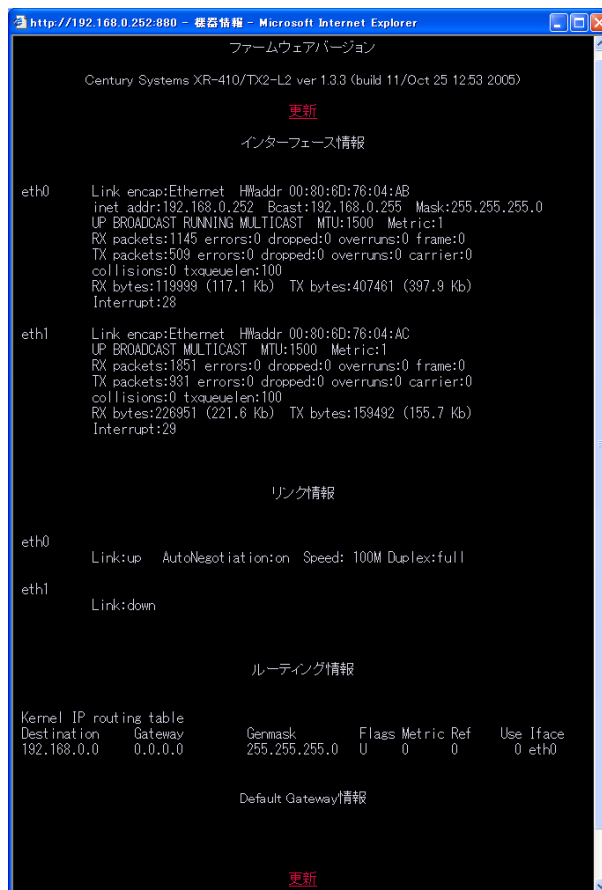 http://192.168.0.252:880 - 機器情報 - Microsoft Internet Explorer
ファームウェアバージョン
Century Systems XR-410/TX2-L2 ver 1.3.3 (build 11/Oct 25 12:53 2005)
更新
インターフェース情報
eth0 Link encap:Ethernet HWaddr 00:80:6D:76:04:AB
inet addr:192.168.0.252 Bcast:192.168.0.255 Mask:255.255.255.0
UP BROADCAST RUNNING MULTICAST MTU:1500 Metric:1
RX packets:1145 errors:0 dropped:0 overruns:0 frame:0
TX packets:509 errors:0 dropped:0 overruns:0 carrier:0
collisions:0 txqueuelen:100
RX bytes:119999 (117.1 Kb) TX bytes:407461 (397.9 Kb)
Interrupt:28
eth1 Link encap:Ethernet HWaddr 00:80:6D:76:04:AC
UP BROADCAST MULTICAST MTU:1500 Metric:1
RX packets:1851 errors:0 dropped:0 overruns:0 frame:0
TX packets:931 errors:0 dropped:0 overruns:0 carrier:0
collisions:0 txqueuelen:100
RX bytes:226951 (221.6 Kb) TX bytes:159492 (155.7 Kb)
Interrupt:29
リンク情報
eth0
Link:up AutoNegotiation:on Speed: 100M Duplex:full
eth1
Link:down
ルーティング情報
Kernel IP routing table
Destination Gateway Genmask Flags Metric Ref Use Iface
192.168.0.0 0.0.0.0 255.255.255.0 U 0 0 0 eth0
Default Gateway情報
更新